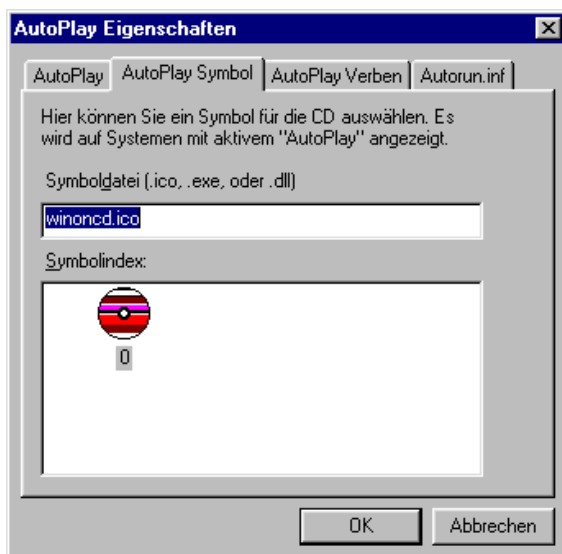 AutoPlay Eigenschaften
AutoPlay
AutoPlay Symbol
AutoPlay Verben
Autorun.inf
Hier können Sie ein Symbol für die CD auswählen. Es
wird auf Systemen mit aktivem "AutoPlay" angezeigt.
Symboldatei (.ico, .exe, oder .dll)
winoncd.ico
Symbolindex:
0
OK
Abbrechen